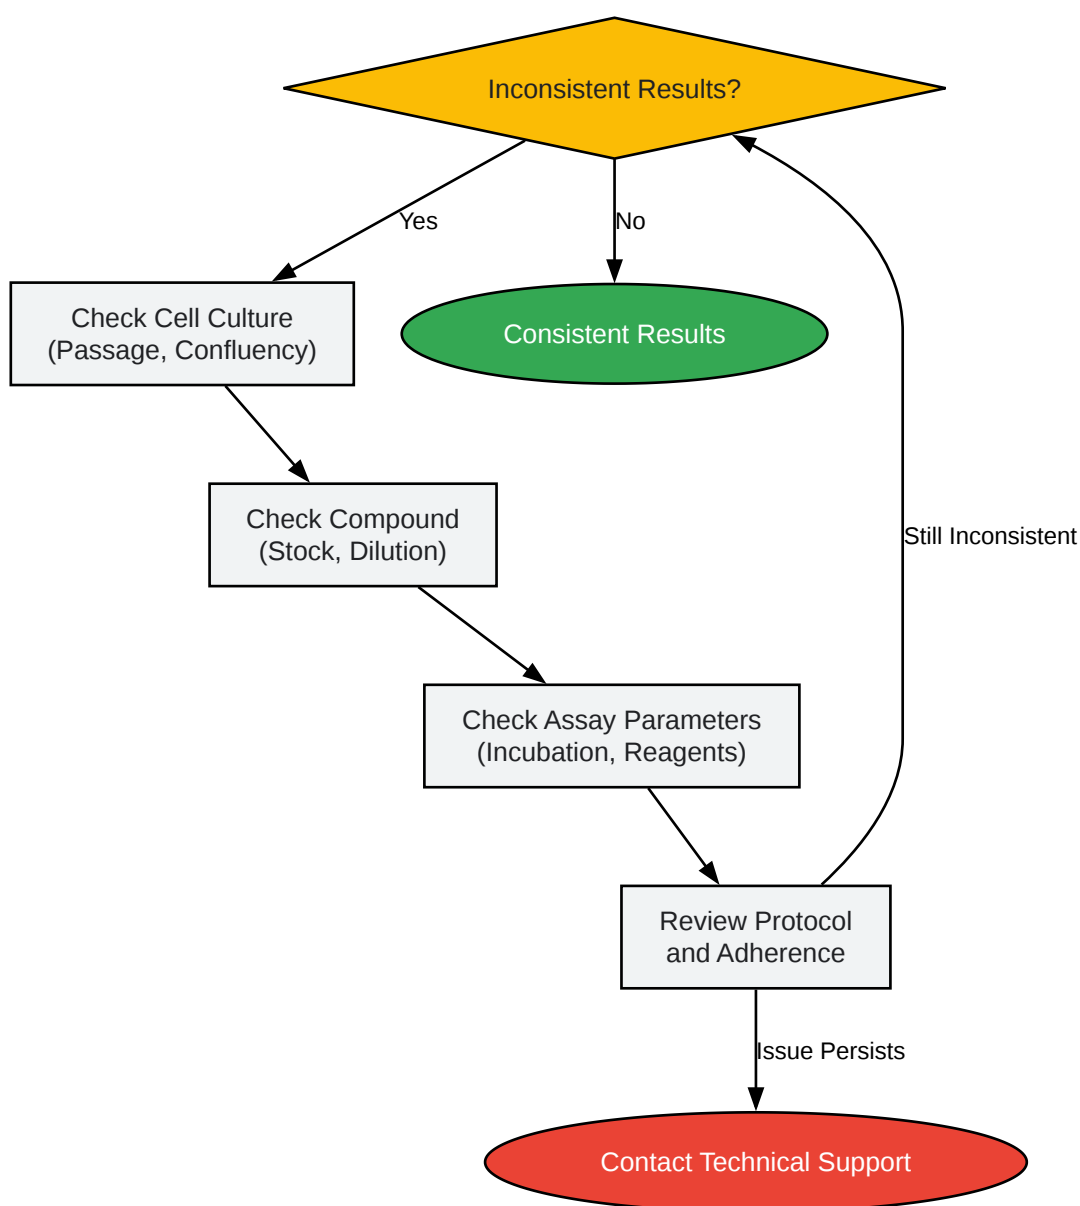 Inconsistent Results?
Yes
No
Check Cell Culture
(Passage, Confluency)
Consistent Results
Check Compound
(Stock, Dilution)
Still Inconsistent
Check Assay Parameters
(Incubation, Reagents)
Review Protocol
and Adherence
Issue Persists
Contact Technical Support